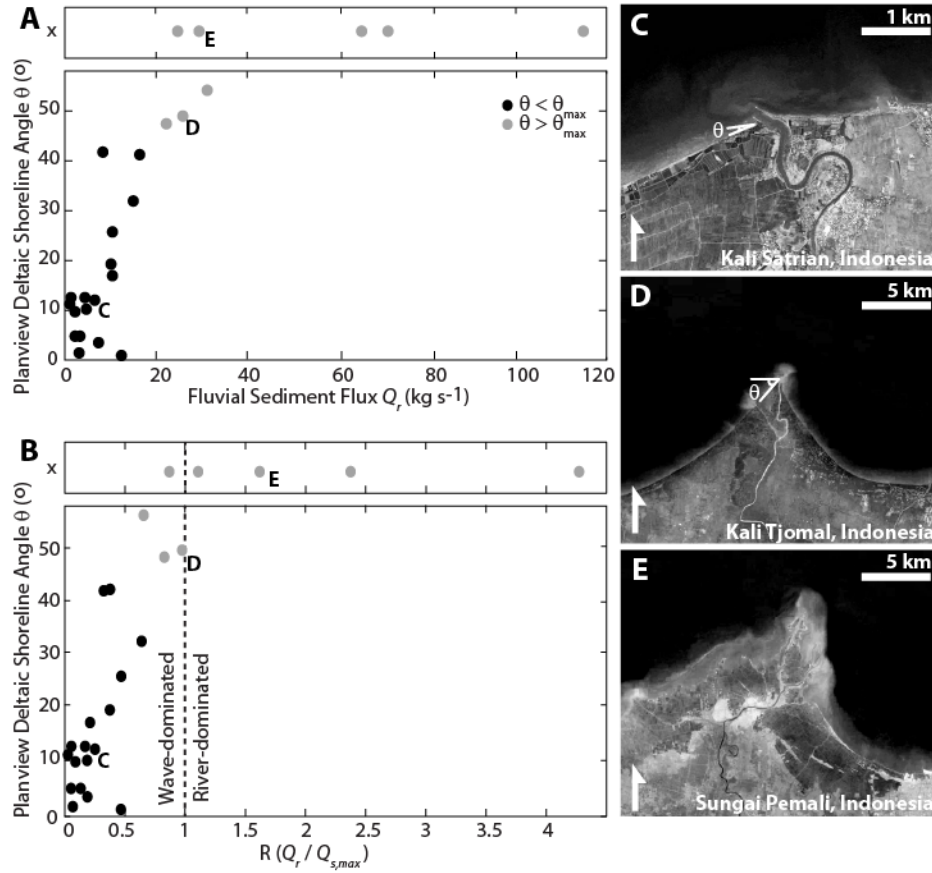 A
x
E
Planview Deltaic Shoreline Angle θ (º)
50
40
30
20
10
0
θ < θmax
θ > θmax
D
C
0 20 40 60 80 100 120
Fluvial Sediment Flux Qr (kg s-1)
B
x
E
Planview Deltaic Shoreline Angle θ (º)
50
40
30
20
10
0
D
C
Wave-dominated
River-dominated
0 0.5 1 1.5 2 2.5 3 3.5 4
R (Qr / Qs,max)
C
1 km
θ
Kali Satrian, Indonesia
D
5 km
θ
Kali Tjomal, Indonesia
E
5 km
Sungai Pemali, Indonesia